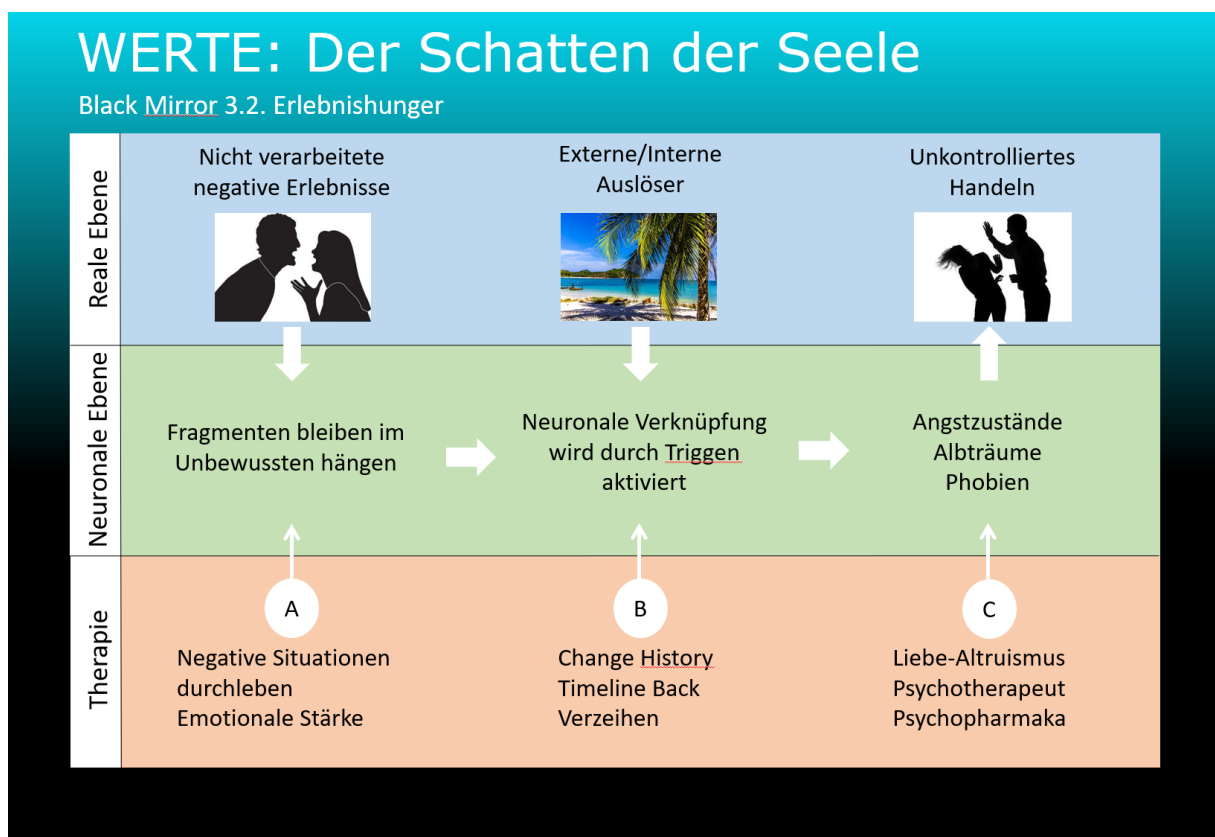 WERTE: Der Schatten der Seele
Black Mirror 3.2. Erlebnishunger
Reale Ebene
Nicht verarbeitete
negative Erlebnisse
Externe/Interne
Auslöser
Unkontrolliertes
Handeln
Neuronale Ebene
Fragmenten bleiben im
Unbewussten hängen
Neuronale Verknüpfung
wird durch Triggen
aktiviert
Angstzustände
Albträume
Phobien
Therapie
A
Negative Situationen
durchleben
Emotionale Stärke
B
Change History
Timeline Back
Verzeihen
C
Liebe-Altruismus
Psychotherapeut
Psychopharmaka